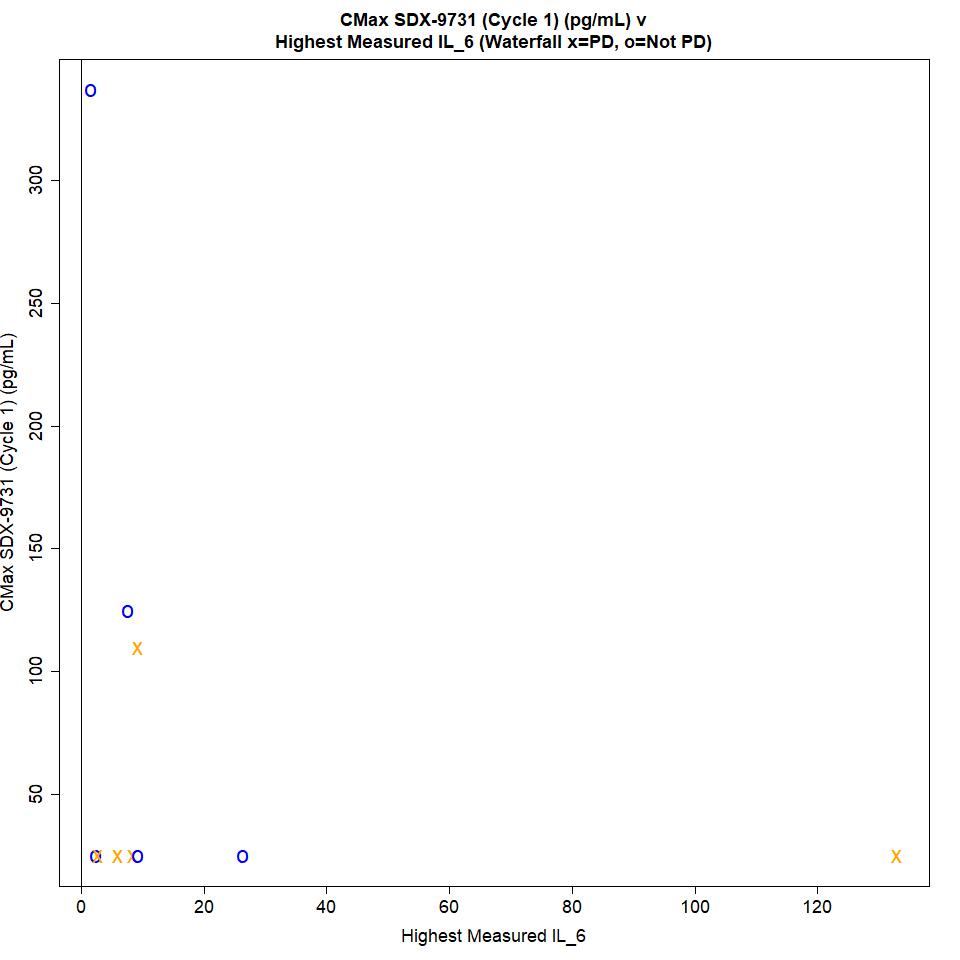 CMax SDX-9731 (Cycle 1) (pg/mL) v
Highest Measured IL_6 (Waterfall x=PD, o=Not PD)
CMax SDX-9731 (Cycle 1) (pg/mL)
300
250
200
150
100
50
O
O
X
O X X X O O X
0 20 40 60 80 100 120
Highest Measured IL_6